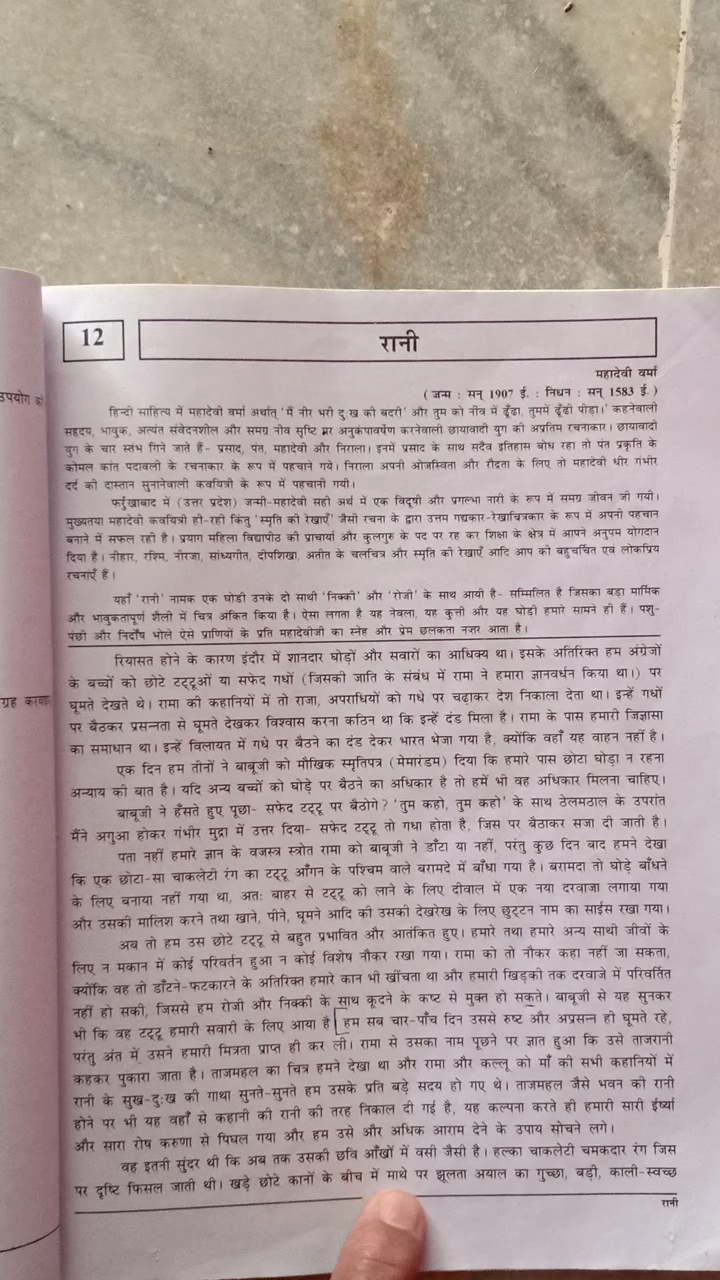 12
रानी
महादेवी वर्मा
( जन्म : सन् 1907 ई. : निधन : सन् 1583 ई. )
हिन्दी साहित्य में महादेवी वर्मा अर्थात् 'मैं नीर भरी दुःख की बदरी' और तुम को नींव में ढूँढा, तुममें ढूँढी पीड़ा।' कहनेवाली
सहृदय, भावुक, अत्यंत संवेदनशील और समग्र नीव सृष्टि पर अनुकंपावर्षण करनेवाली छायावादी युग की अप्रतिम रचनाकार। छायावादी
युग के चार स्तंभ गिने जाते हैं- प्रसाद, पंत, महादेवी और निराला। इनमें प्रसाद के साथ सदैव इतिहास बोध रहा तो पंत प्रकृति के
कोमल कांत पदावली के रचनाकार के रूप में पहचाने गये। निराला अपनी ओजस्विता और रौद्रता के लिए तो महादेवी धीर गंभीर
दर्द की दास्तान सुनानेवाली कवयित्री के रूप में पहचानी गयी।
फर्रुखाबाद में (उत्तर प्रदेश) जन्मी-महादेवी सही अर्थ में एक विदूषी और प्रगल्भा नारी के रूप में समग्र जीवन जी गयी।
मुख्यतया महादेवी कवयित्री ही-रही किंतु 'स्मृति की रेखाएँ' जैसी रचना के द्वारा उत्तम गद्यकार-रेखाचित्रकार के रूप में अपनी पहचान
बनाने में सफल रही है। प्रयाग महिला विद्यापीठ की प्राचार्या और कुलगुरु के पद पर रह कर शिक्षा के क्षेत्र में आपने अनुपम योगदान
दिया है। नीहार, रश्मि, नीरजा, सांध्यगीत, दीपशिखा, अतीत के चलचित्र और स्मृति की रेखाएँ आदि आप की बहुचर्चित एवं लोकप्रिय
रचनाएँ हैं।
यहाँ 'रानी' नामक एक घोडी उनके दो साथी 'निक्की' और 'रोजी' के साथ आयी है- सम्मिलित है जिसका बड़ा मार्मिक
और भावुकतापूर्ण शैली में चित्र अंकित किया है। ऐसा लगता है यह नेवला, यह कुत्ती और यह घोड़ी हमारे सामने ही हैं। पशु-
पंछी और निर्दोष भोले ऐसे प्राणियों के प्रति महादेवीजी का स्नेह और प्रेम छलकता नज़र आता है।
रियासत होने के कारण इंदौर में शानदार घोड़ों और सवारों का आधिक्य था। इसके अतिरिक्त हम अंग्रेजों
के बच्चों को छोटे टट्टूओं या सफेद गधों (जिसकी जाति के संबंध में रामा ने हमारा ज्ञानवर्धन किया था।) पर
घूमते देखते थे। रामा की कहानियों में तो राजा, अपराधियों को गधे पर चढ़ाकर देश निकाला देता था। इन्हें गधों
पर बैठकर प्रसन्नता से घूमते देखकर विश्वास करना कठिन था कि इन्हें दंड मिला है। रामा के पास हमारी जिज्ञासा
का समाधान था। इन्हें विलायत में गधे पर बैठने का दंड देकर भारत भेजा गया है, क्योंकि वहाँ यह वाहन नहीं है।
एक दिन हम तीनों ने बाबूजी को मौखिक स्मृतिपत्र (मेमारंडम) दिया कि हमारे पास छोटा घोड़ा न रहना
अन्याय की बात है। यदि अन्य बच्चों को घोड़े पर बैठने का अधिकार है तो हमें भी वह अधिकार मिलना चाहिए।
बाबूजी ने हँसते हुए पूछा- सफेद टट्टू पर बैठोगे? 'तुम कहो, तुम कहो' के साथ ठेलमठाल के उपरांत
मैंने अगुआ होकर गंभीर मुद्रा में उत्तर दिया- सफेद टट्टू तो गधा होता है, जिस पर बैठाकर सजा दी जाती है।
पता नहीं हमारे ज्ञान के वजस्त्र स्त्रोत रामा को बाबूजी ने डाँटा या नहीं, परंतु कुछ दिन बाद हमने देखा
कि एक छोटा-सा चाकलेटी रंग का टट्टू आँगन के पश्चिम वाले बरामदे में बाँधा गया है। बरामदा तो घोड़े बाँधने
के लिए बनाया नहीं गया था, अतः बाहर से टट्टू को लाने के लिए दीवाल में एक नया दरवाजा लगाया गया
और उसकी मालिश करने तथा खाने, पीने, घूमने आदि की उसकी देखरेख के लिए छुट्टन नाम का साईस रखा गया।
अब तो हम उस छोटे टट्टू से बहुत प्रभावित और आतंकित हुए। हमारे तथा हमारे अन्य साथी जीवों के
लिए न मकान में कोई परिवर्तन हुआ न कोई विशेष नौकर रखा गया। रामा को तो नौकर कहा नहीं जा सकता,
क्योंकि वह तो डाँटने-फटकारने के अतिरिक्त हमारे कान भी खींचता था और हमारी खिड़की तक दरवाजे में परिवर्तित
नहीं हो सकी, जिससे हम रोजी और निक्की के साथ कूदने के कष्ट से मुक्त हो सकते। बाबूजी से यह सुनकर
भी कि वह टट्टू हमारी सवारी के लिए आया है हम सब चार-पाँच दिन उससे रुष्ट और अप्रसन्न ही घूमते रहे,
परंतु अंत में उसने हमारी मित्रता प्राप्त ही कर ली। रामा से उसका नाम पूछने पर ज्ञात हुआ कि उसे ताजरानी
कहकर पुकारा जाता है। ताजमहल का चित्र हमने देखा था और रामा और कल्लू को माँ की सभी कहानियों में
रानी के सुख-दुःख की गाथा सुनते-सुनते हम उसके प्रति बड़े सदय हो गए थे। ताजमहल जैसे भवन की रानी
होने पर भी यह वहाँ से कहानी की रानी की तरह निकाल दी गई है, यह कल्पना करते ही हमारी सारी ईर्ष्या
और सारा रोष करुणा से पिघल गया और हम उसे और अधिक आराम देने के उपाय सोचने लगे।
वह इतनी सुंदर थी कि अब तक उसकी छवि आँखों में वसी जैसी है। हल्का चाकलेटी चमकदार रंग जिस
पर दृष्टि फिसल जाती थी। खड़े छोटे कानों के बीच में माथे पर झूलता अयाल का गुच्छा, बड़ी, काली-स्वच्छ
रानी